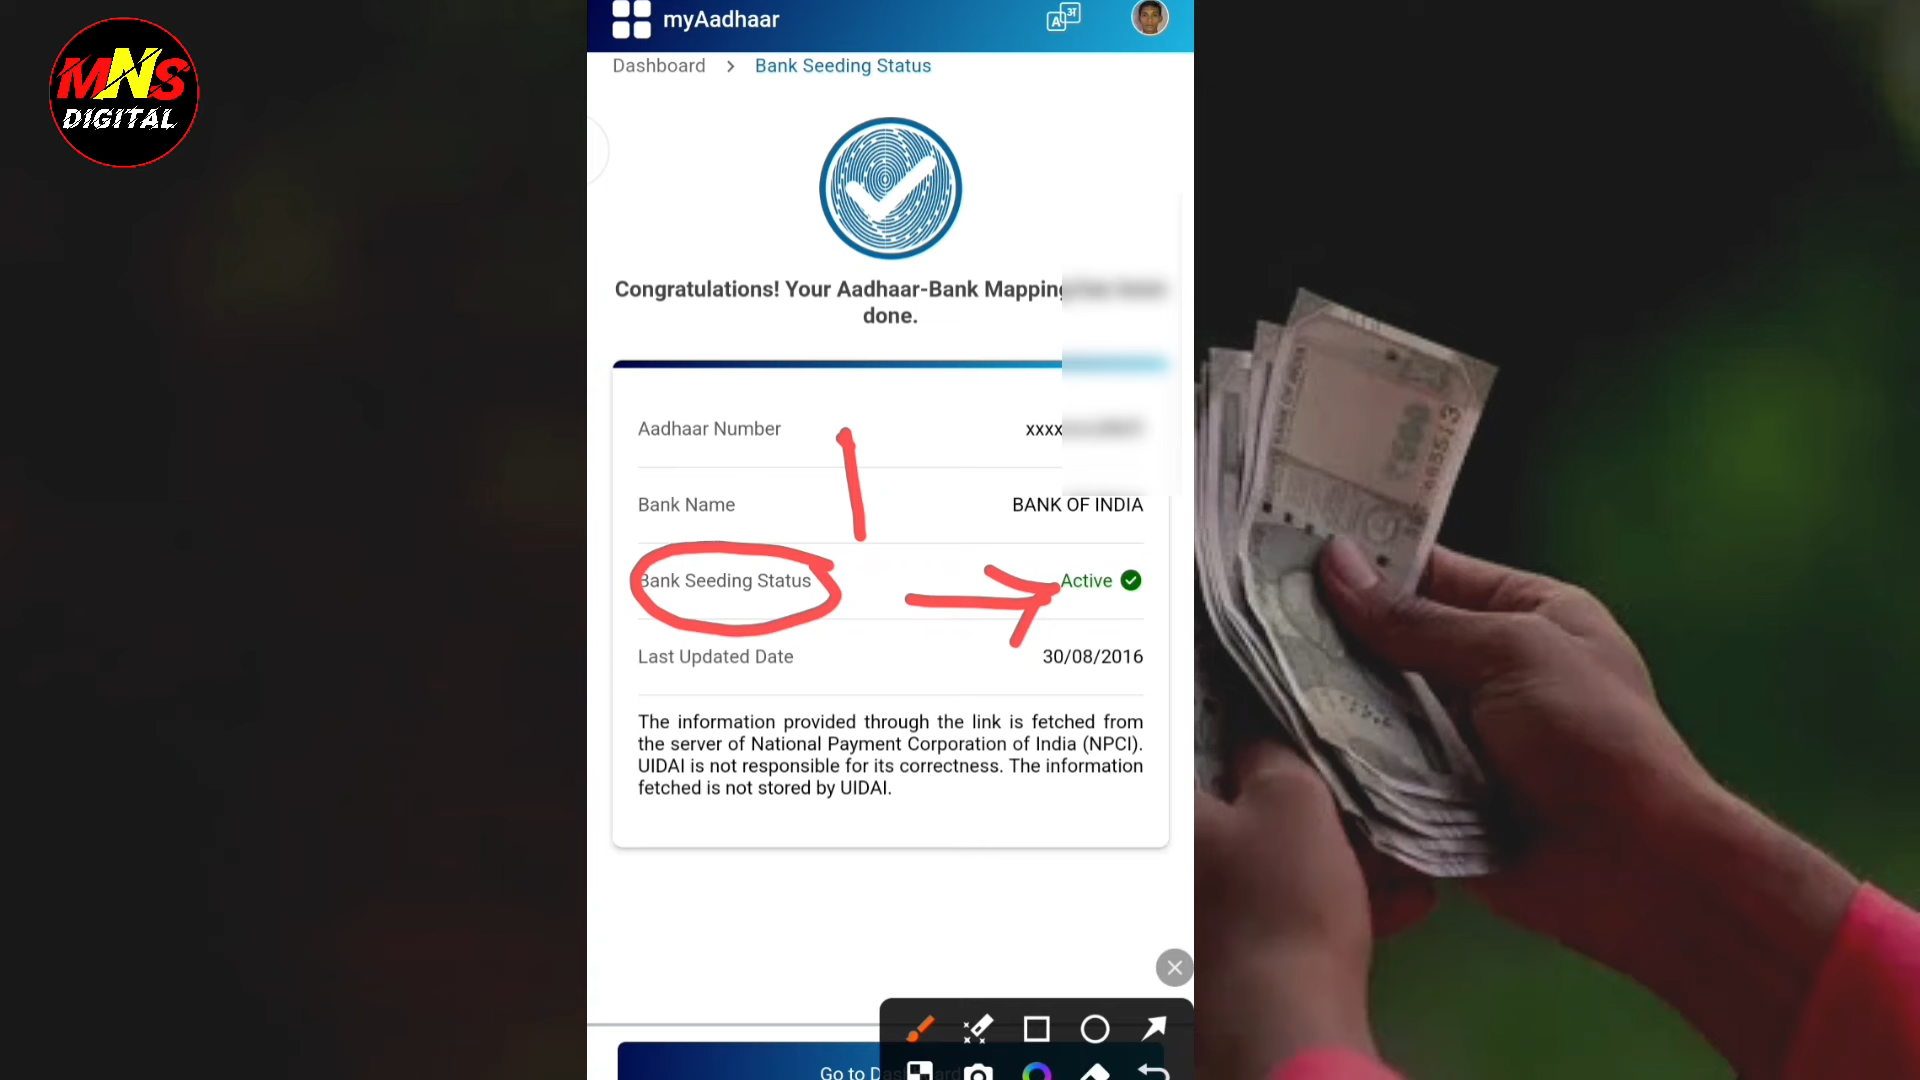 MNS
DIGITAL
myAadhaar
A अ
Dashboard > Bank Seeding Status
Congratulations! Your Aadhaar-Bank Mapping
done.
Aadhaar Number xxxx
Bank Name BANK OF INDIA
Bank Seeding Status Active
Last Updated Date 30/08/2016
The information provided through the link is fetched from
the server of National Payment Corporation of India (NPCI).
UIDAI is not responsible for its correctness. The information
fetched is not stored by UIDAI.
Go to